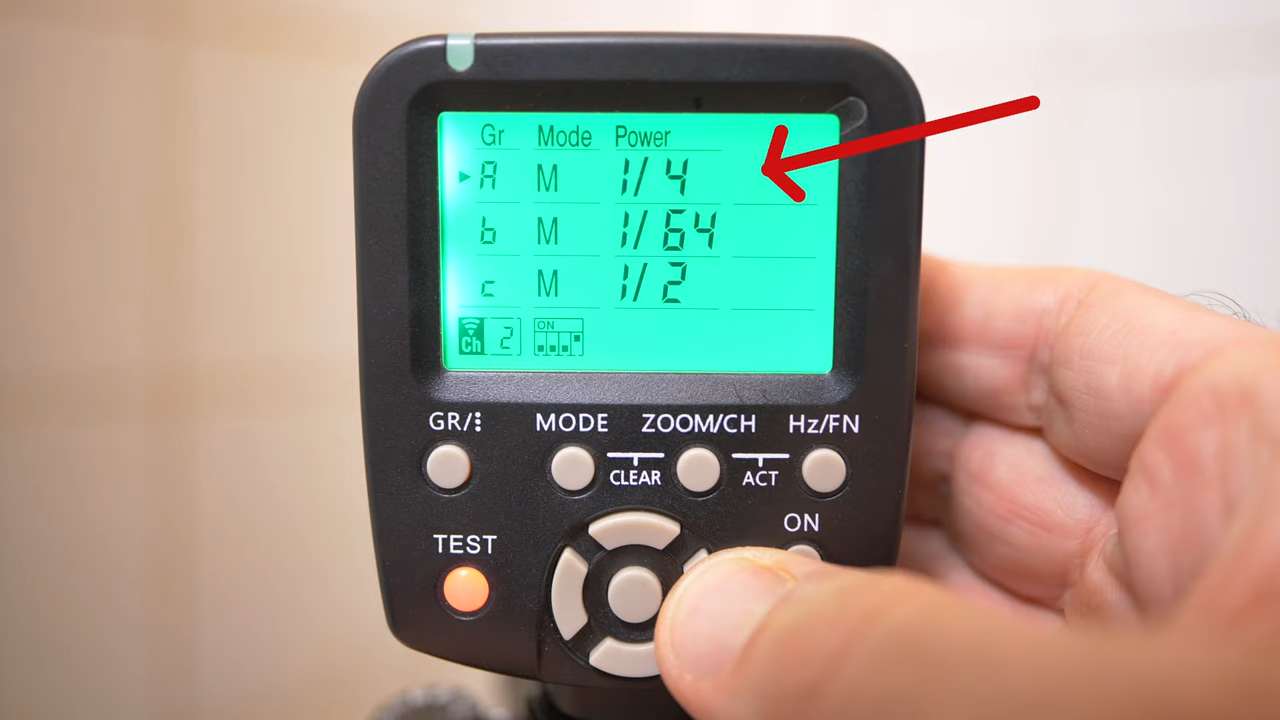 Gr Mode Power
A M 1/4
b M 1/64
c M 1/2
Ch 2 ON
GR/ MODE ZOOM/CH Hz/FN
CLEAR ACT
ON
TEST